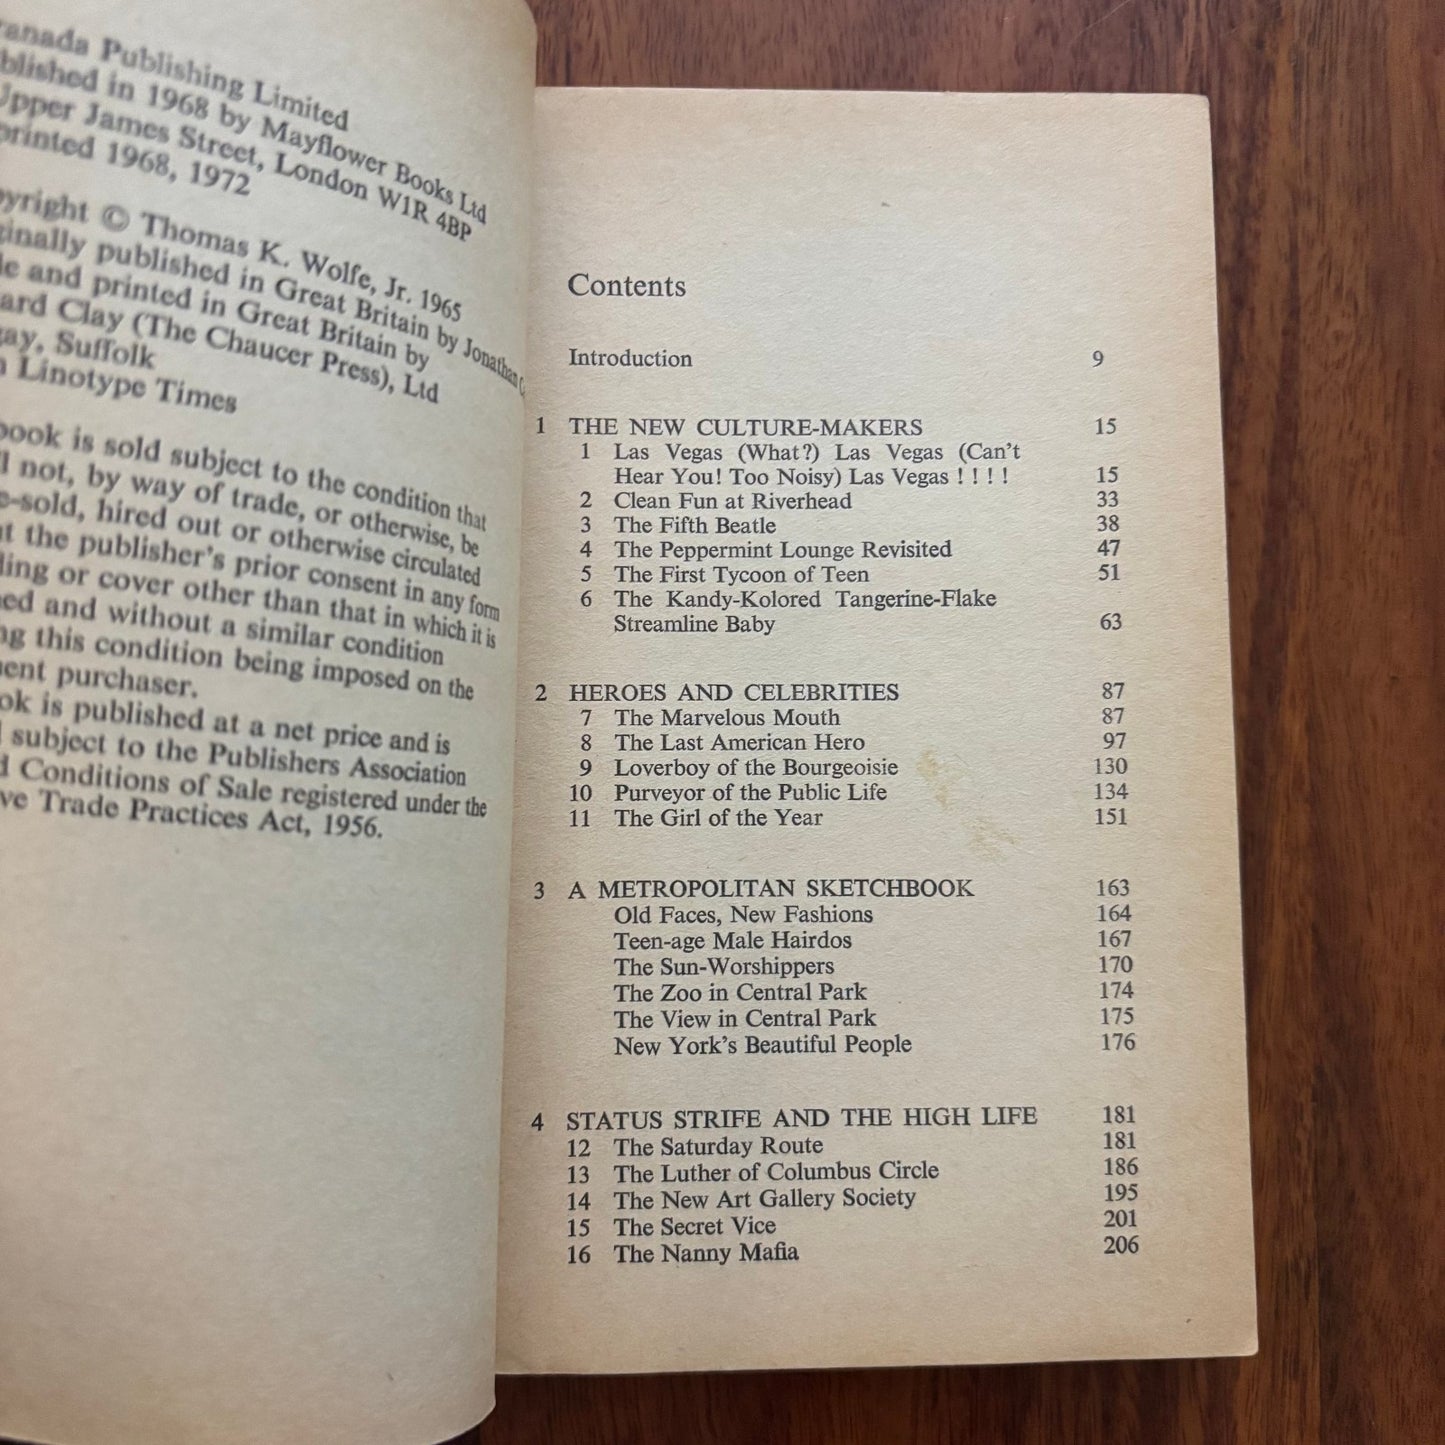 Publishing Limited
in 1968 by Mayflower Books Ltd
Upper James Street, London W1R 4BP
1968, 1972
© Thomas K. Wolfe, Jr. 1965
published in Great Britain by Jonathan
and printed in Great Britain by
Clay (The Chaucer Press), Ltd
Suffolk
Linotype Times
book is sold subject to the condition that
not, by way of trade, or otherwise, be
hired out or otherwise circulated
the publisher's prior consent in any form
or cover other than that in which it is
and without a similar condition
this condition being imposed on the
purchaser.
is published at a net price and is
subject to the Publishers Association
Conditions of Sale registered under the
Trade Practices Act, 1956.
Contents
Introduction 9
1 THE NEW CULTURE-MAKERS 15
1 Las Vegas (What?) Las Vegas (Can't
Hear You! Too Noisy) Las Vegas ! ! ! ! 15
2 Clean Fun at Riverhead 33
3 The Fifth Beatle 38
4 The Peppermint Lounge Revisited 47
5 The First Tycoon of Teen 51
6 The Kandy-Kolored Tangerine-Flake
Streamline Baby 63
2 HEROES AND CELEBRITIES 87
7 The Marvelous Mouth 87
8 The Last American Hero 97
9 Loverboy of the Bourgeoisie 130
10 Purveyor of the Public Life 134
11 The Girl of the Year 151
3 A METROPOLITAN SKETCHBOOK 163
Old Faces, New Fashions 164
Teen-age Male Hairdos 167
The Sun-Worshippers 170
The Zoo in Central Park 174
The View in Central Park 175
New York's Beautiful People 176
4 STATUS STRIFE AND THE HIGH LIFE 181
12 The Saturday Route 181
13 The Luther of Columbus Circle 186
14 The New Art Gallery Society 195
15 The Secret Vice 201
16 The Nanny Mafia 206